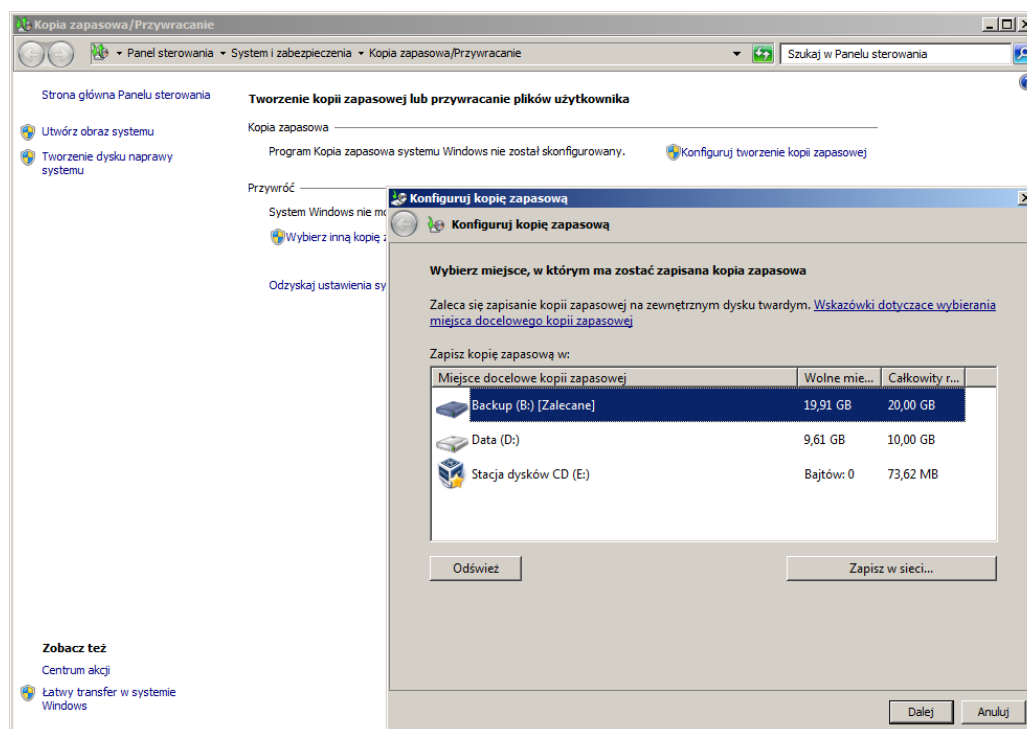 Kopia zapasowa/Przywracanie
Panel sterowania System i zabezpieczenia Kopia zapasowa/Przywracanie
Szukaj w Panelu sterowania
Strona główna Panelu sterowania
Utwórz obraz systemu
Tworzenie dysku naprawy
systemu
Tworzenie kopii zapasowej lub przywracanie plików użytkownika
Kopia zapasowa
Program Kopia zapasowa systemu Windows nie został skonfigurowany.
Konfiguruj tworzenie kopii zapasowej
Przywróć
System Windows nie
Wybierz inną kopię
Odzyskaj ustawienia
Konfiguruj kopię zapasową
Konfiguruj kopię zapasową
Wybierz miejsce, w którym ma zostać zapisana kopia zapasowa
Zaleca się zapisanie kopii zapasowej na zewnętrznym dysku twardym. Wskazówki dotyczące wybierania
miejsca docelowego kopii zapasowej
Zapisz kopię zapasową w:
Miejsce docelowe kopii zapasowej Wolne mie... Całkowity r...
Backup (B:) [Zalecane] 19,91 GB 20,00 GB
Data (D:) 9,61 GB 10,00 GB
Stacja dysków CD (E:) Bajtów: 0 73,62 MB
Odśwież
Zapisz w sieci...
Zobacz też
Centrum akcji
Łatwy transfer w systemie
Windows
Dalej
Anuluj